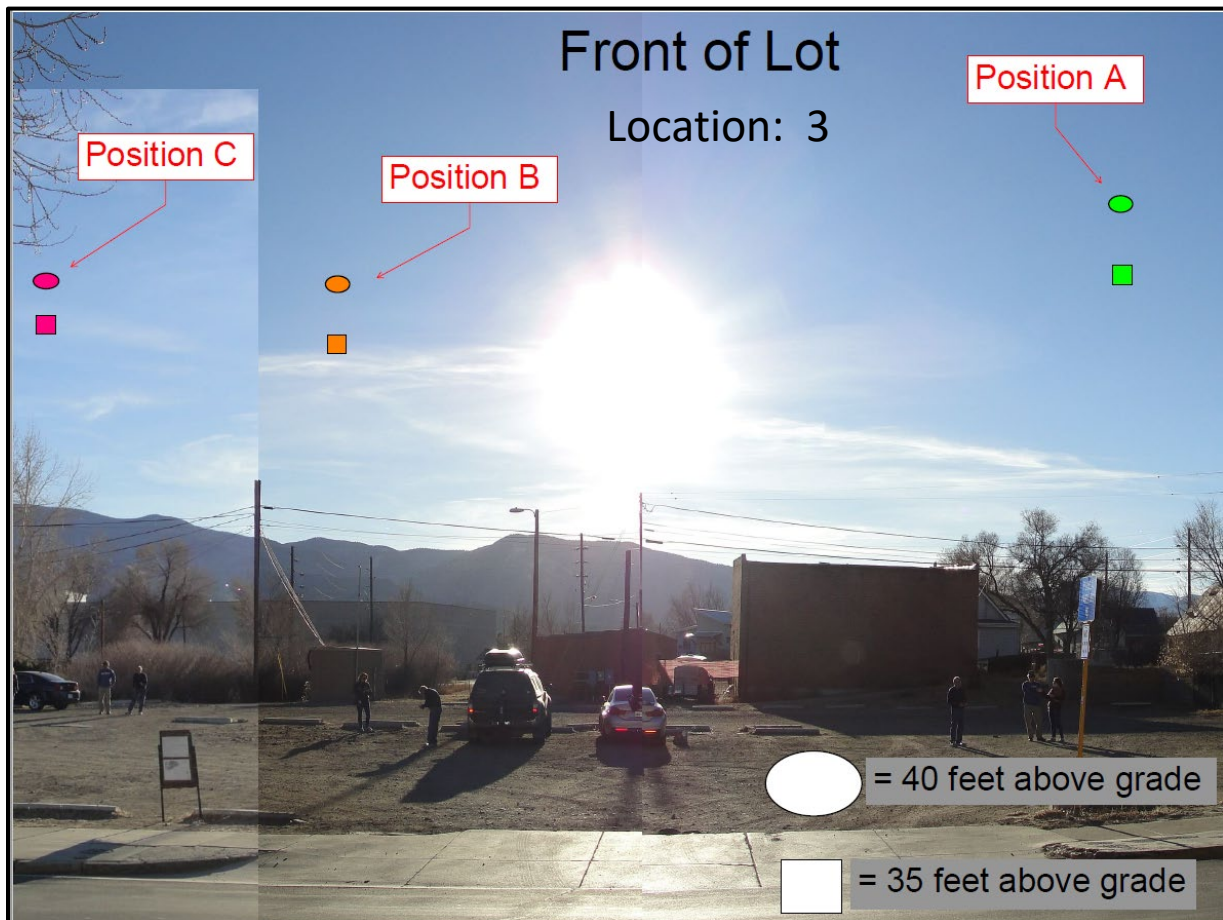 Front of Lot
Location: 3
Position A
Position C
Position B
= 40 feet above grade
= 35 feet above grade